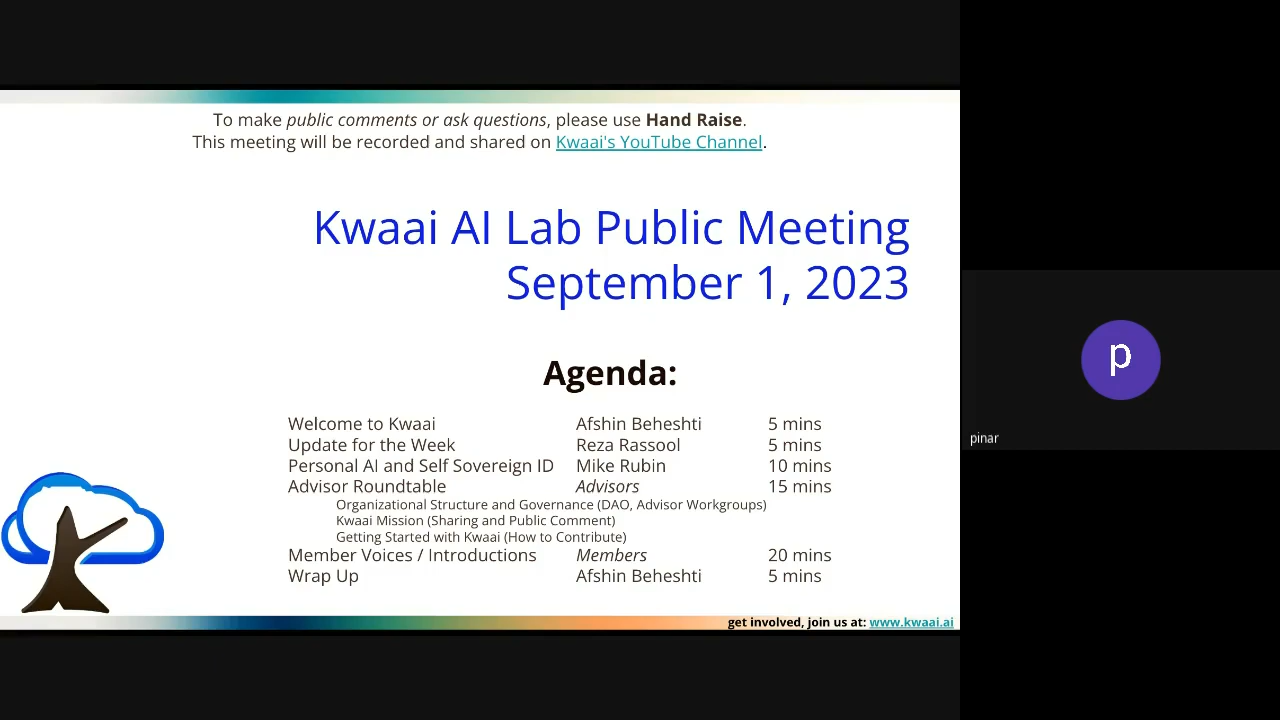 To make public comments or ask questions, please use Hand Raise.
This meeting will be recorded and shared on Kwaai's YouTube Channel.
Kwaai AI Lab Public Meeting
September 1, 2023
Agenda:
Welcome to Kwaai Afshin Beheshti 5 mins
Update for the Week Reza Rassool 5 mins
Personal AI and Self Sovereign ID Mike Rubin 10 mins
Advisor Roundtable Advisors 15 mins
Organizational Structure and Governance (DAO, Advisor Workgroups)
Kwaai Mission (Sharing and Public Comment)
Getting Started with Kwaai (How to Contribute)
Member Voices / Introductions Members 20 mins
Wrap Up Afshin Beheshti 5 mins
get involved, join us at: www.kwaai.ai
p
pinar